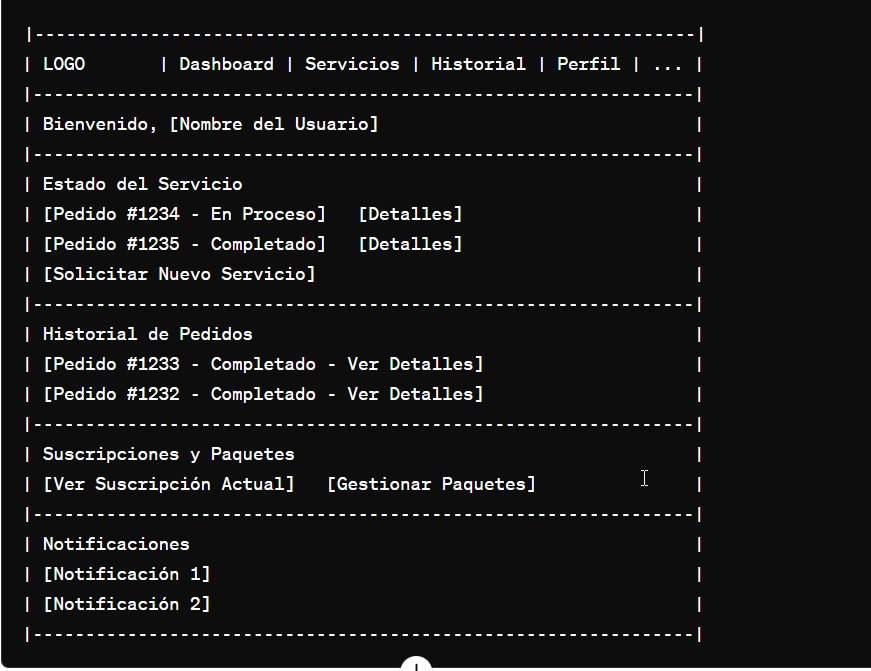 |---------------------------------------------------------------|
| LOGO       | Dashboard | Servicios | Historial | Perfil | ... |
|---------------------------------------------------------------|
| Bienvenido, [Nombre del Usuario]                              |
|---------------------------------------------------------------|
| Estado del Servicio                                           |
| [Pedido #1234 - En Proceso]   [Detalles]                      |
| [Pedido #1235 - Completado]   [Detalles]                      |
| [Solicitar Nuevo Servicio]                                    |
|---------------------------------------------------------------|
| Historial de Pedidos                                          |
| [Pedido #1233 - Completado - Ver Detalles]                    |
| [Pedido #1232 - Completado - Ver Detalles]                    |
|---------------------------------------------------------------|
| Suscripciones y Paquetes                                      |
| [Ver Suscripción Actual]   [Gestionar Paquetes]               |
|---------------------------------------------------------------|
| Notificaciones                                                |
| [Notificación 1]                                              |
| [Notificación 2]                                              |
|---------------------------------------------------------------|